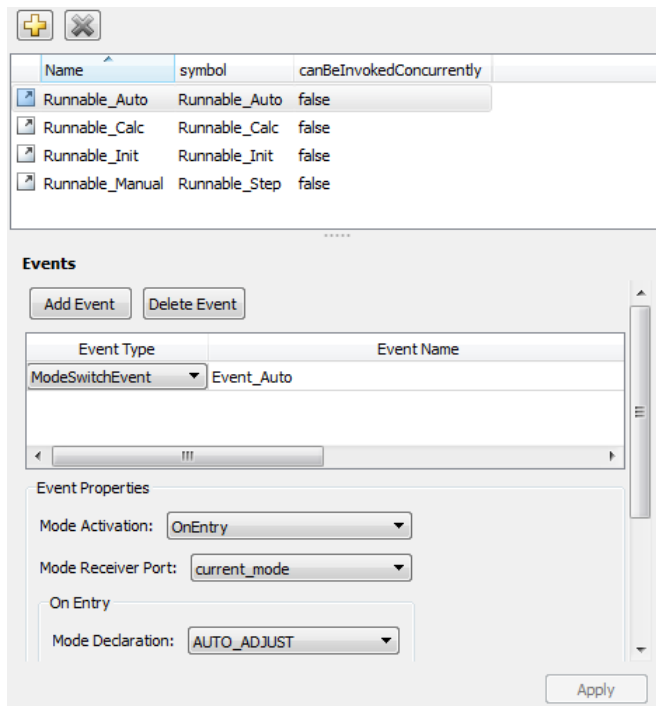 Name symbol canBeInvokedConcurrently
Runnable_Auto Runnable_Auto false
Runnable_Calc Runnable_Calc false
Runnable_Init Runnable_Init false
Runnable_Manual Runnable_Step false
Events
Add Event Delete Event
Event Type Event Name
ModeSwitchEvent Event_Auto
Event Properties
Mode Activation: OnEntry
Mode Receiver Port: current_mode
On Entry
Mode Declaration: AUTO_ADJUST
Apply